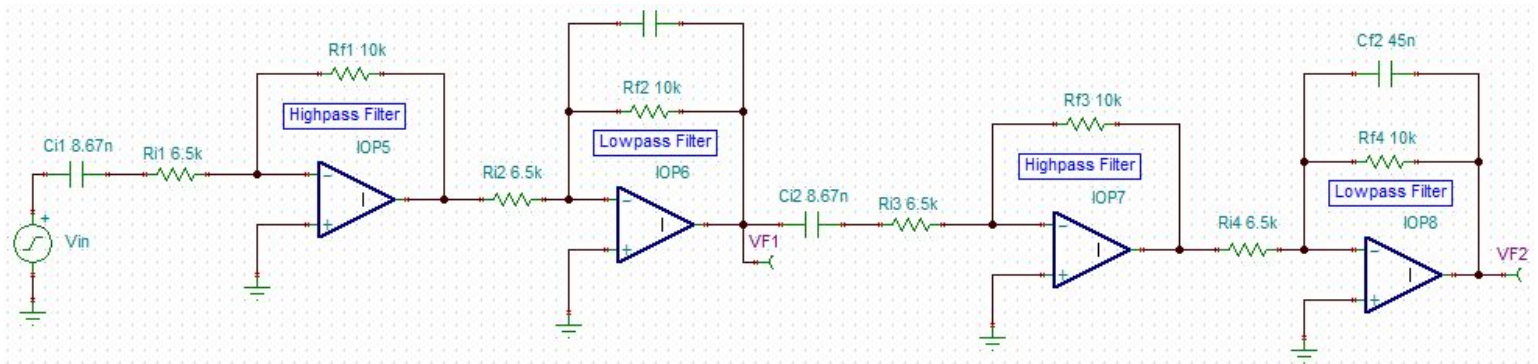 Ci1 8.67n
Ri1 6.5k
Rf1 10k
Highpass Filter
IOP5
Vin
Ri2 6.5k
Rf2 10k
Lowpass Filter
IOP6
VF1
Ci2 8.67n
Ri3 6.5k
Rf3 10k
Highpass Filter
IOP7
Ri4 6.5k
Cf2 45n
Rf4 10k
Lowpass Filter
IOP8
VF2